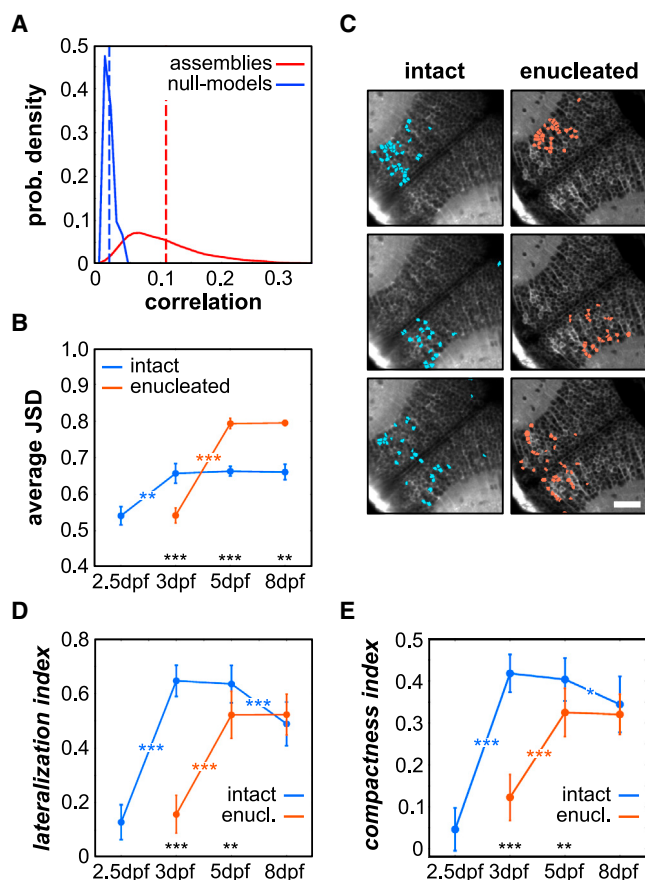 A
0.5
0.4
0.3
0.2
0.1
0
prob. density
assemblies
null-models
0 0.1 0.2 0.3
correlation
B
1.0
0.9
0.8
0.7
0.6
0.5
0.4
average JSD
intact
enucleated
**
***
*** *** **
2.5dpf 3dpf 5dpf 8dpf
C
intact enucleated
D
0.8
0.6
0.4
0.2
0
lateralization index
***
***
***
intact
enucl.
*** **
2.5dpf 3dpf 5dpf 8dpf
E
0.5
0.4
0.3
0.2
0.1
0
compactness index
***
***
*
intact
enucl.
*** **
2.5dpf 3dpf 5dpf 8dpf